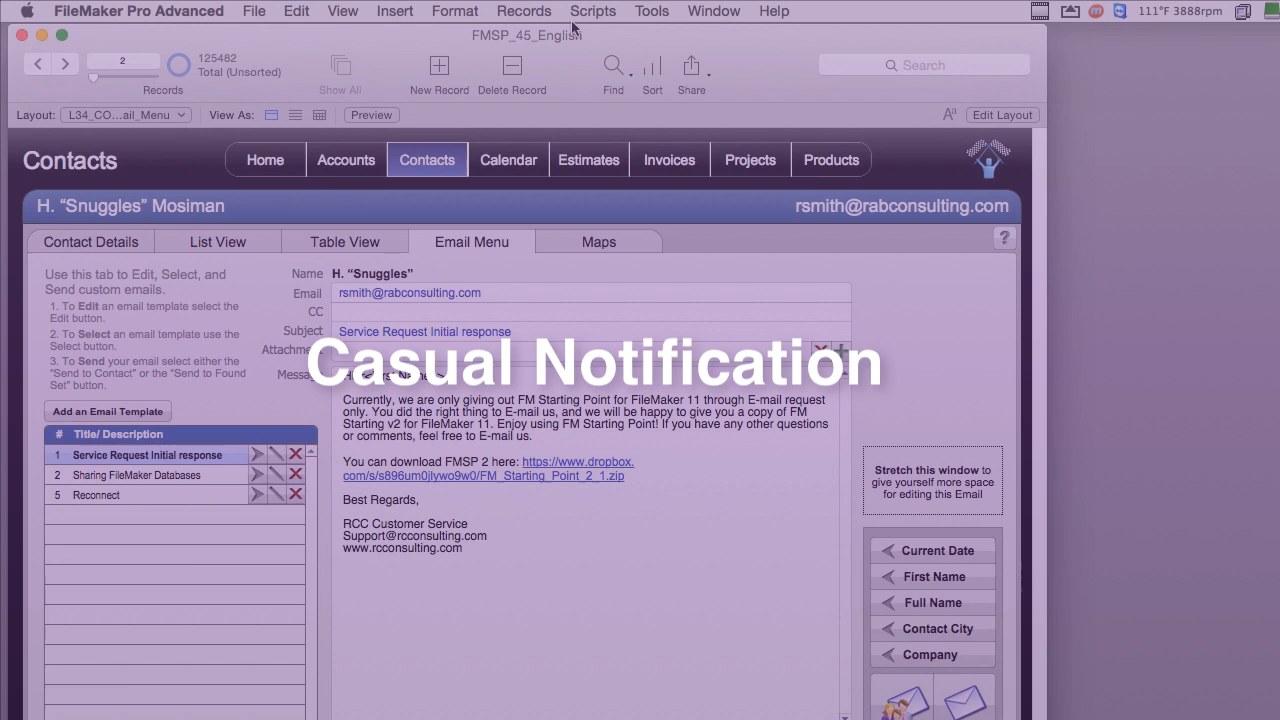 FileMaker Pro Advanced File Edit View Insert Format Records Scripts Tools Window Help 111°F 3888rpm
FMSP_45_English
2
125482
Total (Unsorted)
Search
Records Show All New Record Delete Record Find Sort Share
Layout: L34_CO...ail_Menu View As: Preview Edit Layout
Contacts
Home Accounts Contacts Calendar Estimates Invoices Projects Products
H. “Snuggles” Mosiman rsmith@rabconsulting.com
Contact Details List View Table View Email Menu Maps ?
Use this tab to Edit, Select, and
Send custom emails.
1. To Edit an email template select the
Edit button.
2. To Select an email template use the
Select button.
3. To Send your email select either the
“Send to Contact” or the “Send to Found
Set” button.
Add an Email Template
# Title/ Description
1 Service Request Initial response
2 Sharing FileMaker Databases
5 Reconnect
Name H. “Snuggles”
Email rsmith@rabconsulting.com
CC
Subject Service Request Initial response
Casual Notification
Currently, we are only giving out FM Starting Point for FileMaker 11 through E-mail request
only. You did the right thing to E-mail us, and we will be happy to give you a copy of FM
Starting v2 for FileMaker 11. Enjoy using FM Starting Point! If you have any other questions
or comments, feel free to E-mail us.
You can download FMSP 2 here: https://www.dropbox.
com/s/s896um0jlywo9w0/FM_Starting_Point_2_1.zip
Best Regards,
RCC Customer Service
Support@rcconsulting.com
www.rcconsulting.com
Stretch this window to
give yourself more space
for editing this Email
Current Date
First Name
Full Name
Contact City
Company